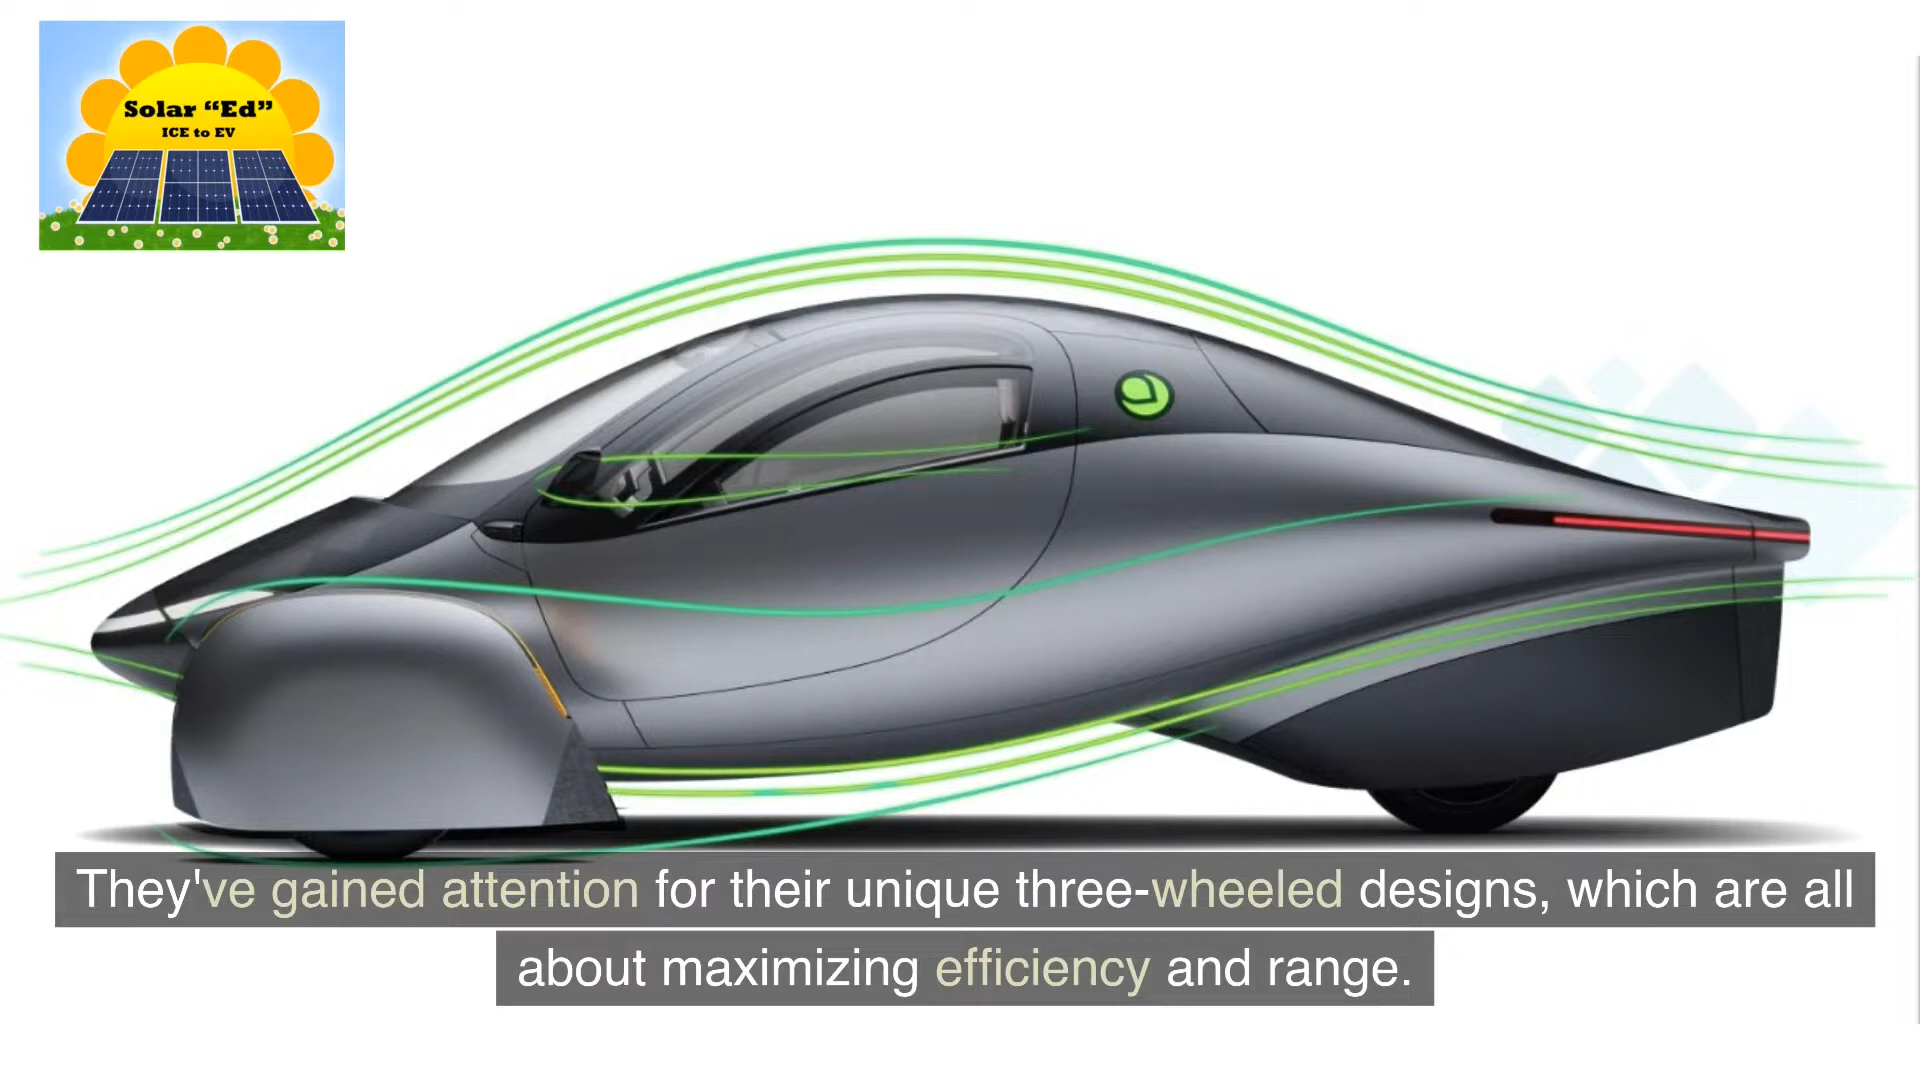 Solar “Ed”
ICE to EV
They've gained attention for their unique three-wheeled designs, which are all
about maximizing efficiency and range.